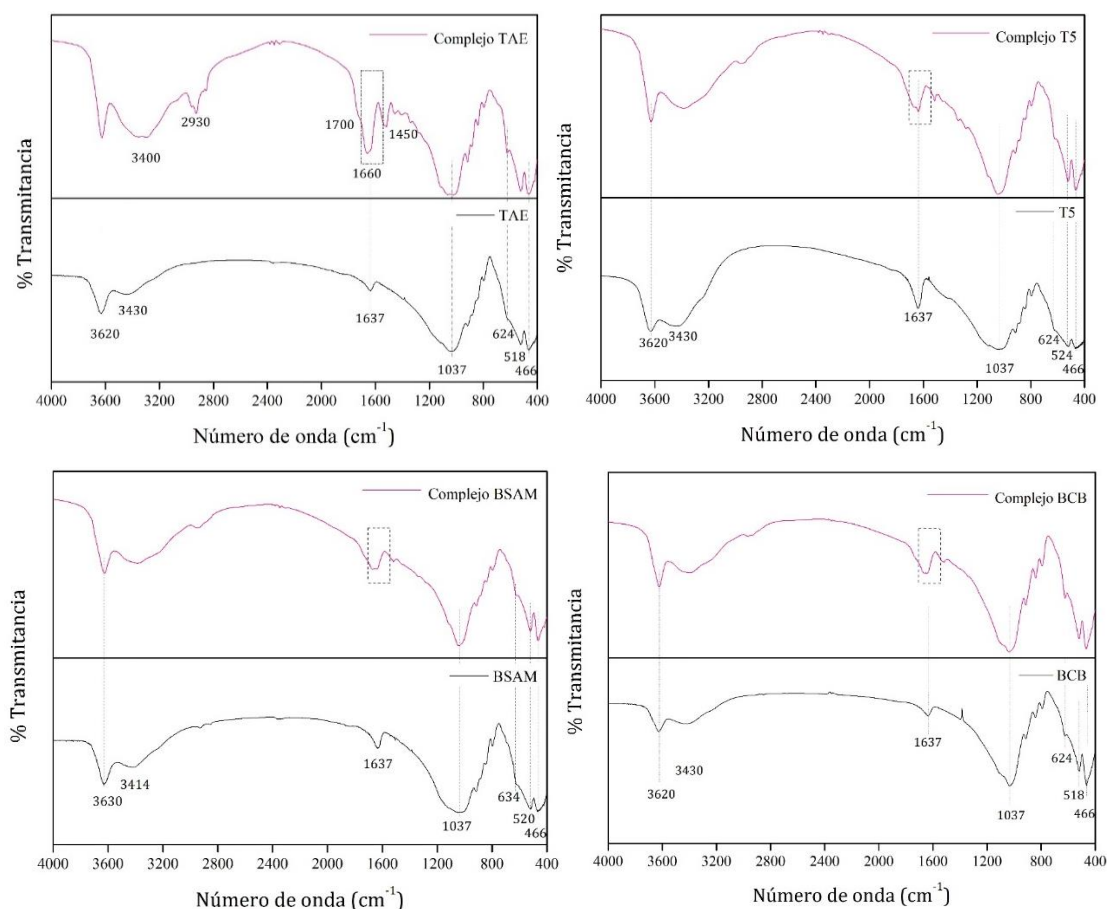 Complejo TAE
2930
1700
1450
3400
1660
TAE
3430
1637
3620
624
518
1037
466
4000 3600 3200 2800 2400 2000 1600 1200 800 400
Número de onda (cm⁻¹)
% Transmitancia
% Transmitancia
Complejo T5
T5
1637
3620
3430
624
524
1037
466
4000 3600 3200 2800 2400 2000 1600 1200 800 400
Número de onda (cm⁻¹)
% Transmitancia
% Transmitancia
Complejo BSAM
BSAM
1637
3414
3630
634
520
1037
466
4000 3600 3200 2800 2400 2000 1600 1200 800 400
Número de onda (cm⁻¹)
% Transmitancia
% Transmitancia
Complejo BCB
BCB
1637
3430
3620
624
518
1037
466
4000 3600 3200 2800 2400 2000 1600 1200 800 400
Número de onda (cm⁻¹)
% Transmitancia
% Transmitancia